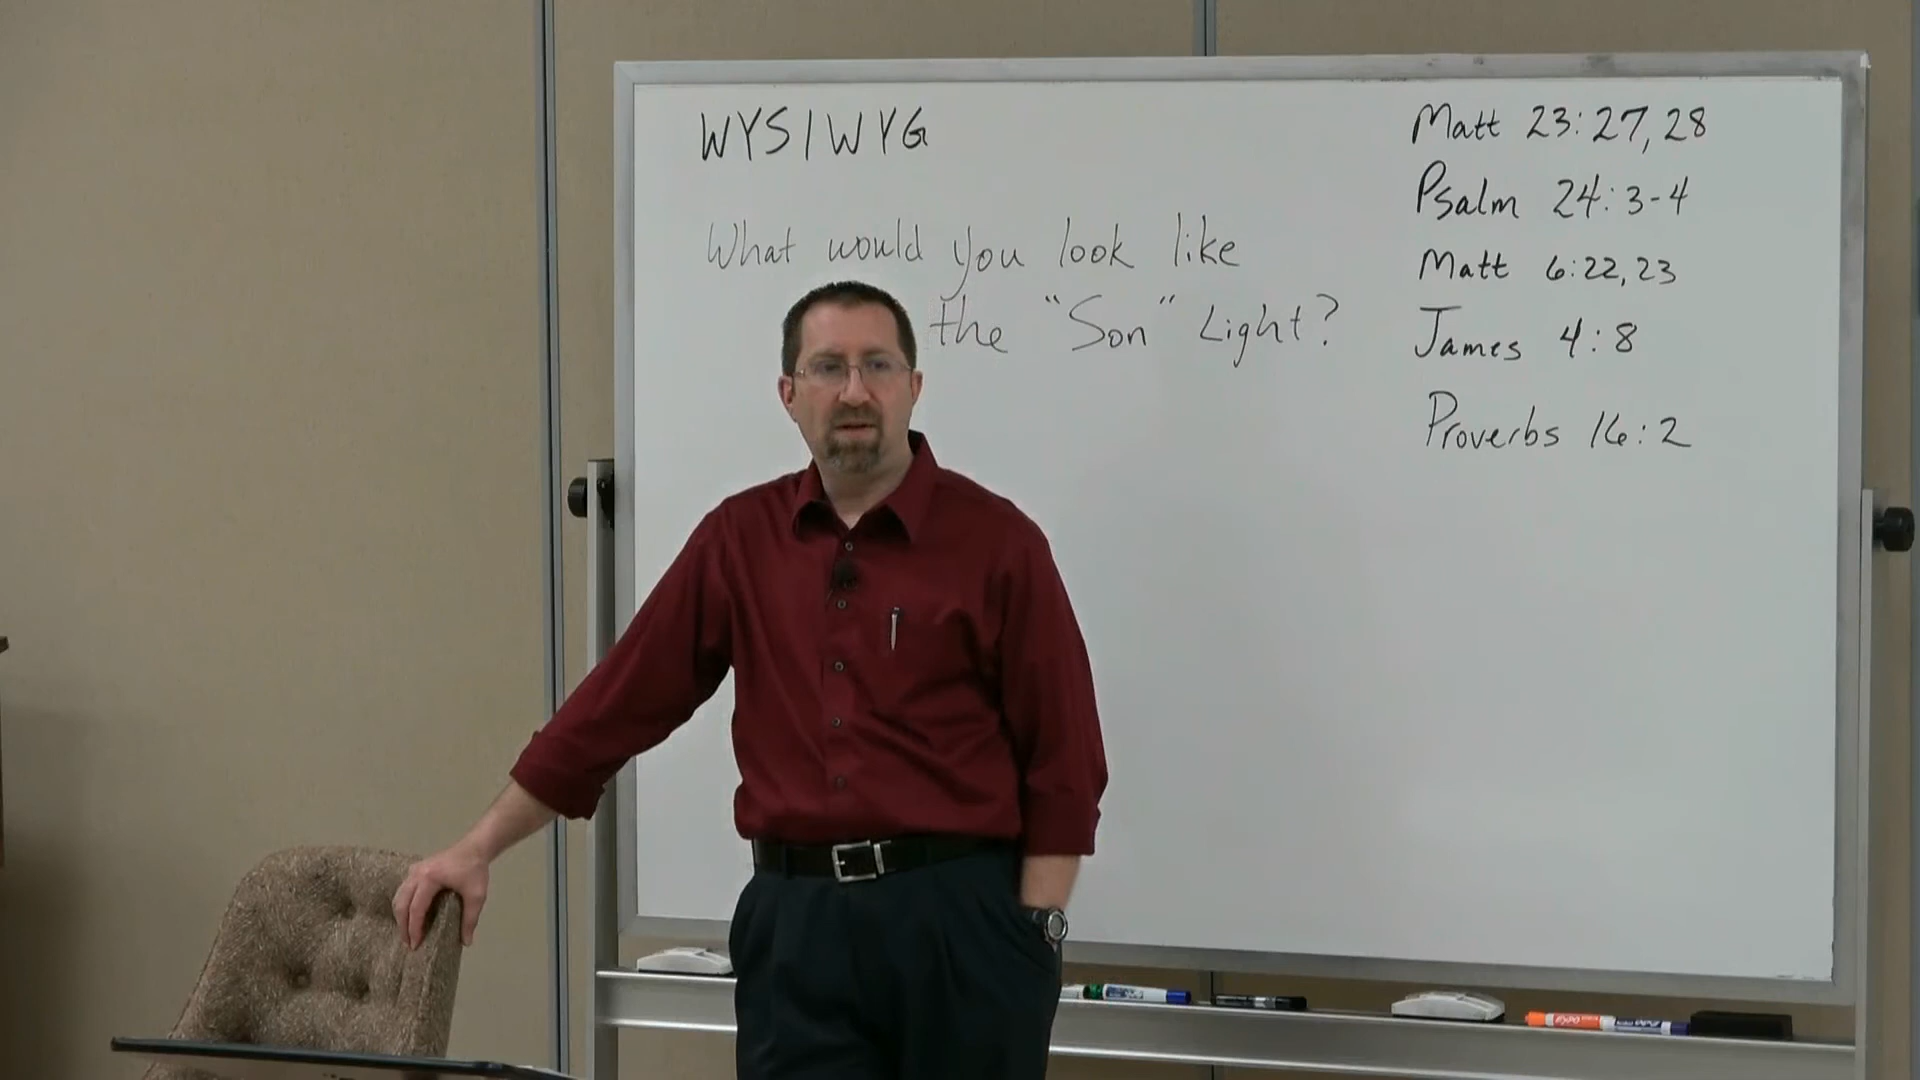 WYSIWYG
What would you look like
the "Son" Light?
Matt 23:27,28
Psalm 24:3-4
Matt 6:22,23
James 4:8
Proverbs 16:2
expo